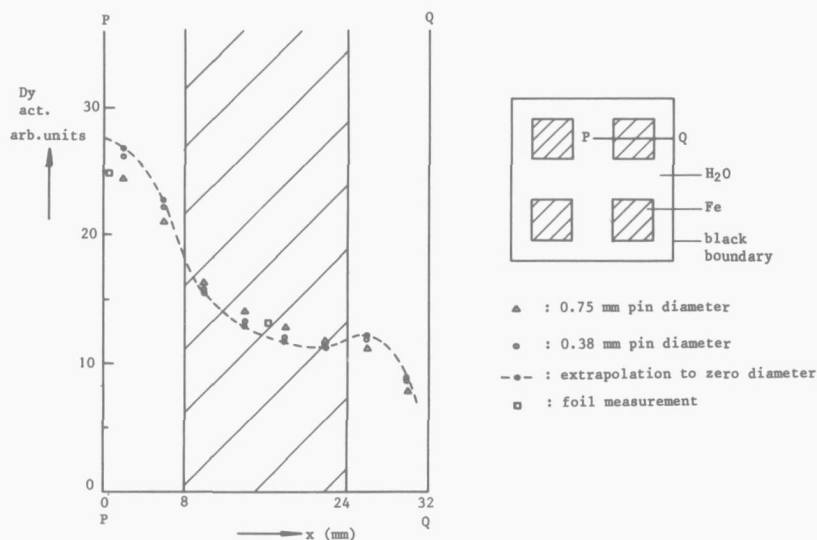 P
Q
Dy
act.
arb.units
30
20
10
0
0
8
24
32
P
Q
x (mm)
P
Q
H₂O
Fe
black
boundary
: 0.75 mm pin diameter
: 0.38 mm pin diameter
: extrapolation to zero diameter
: foil measurement